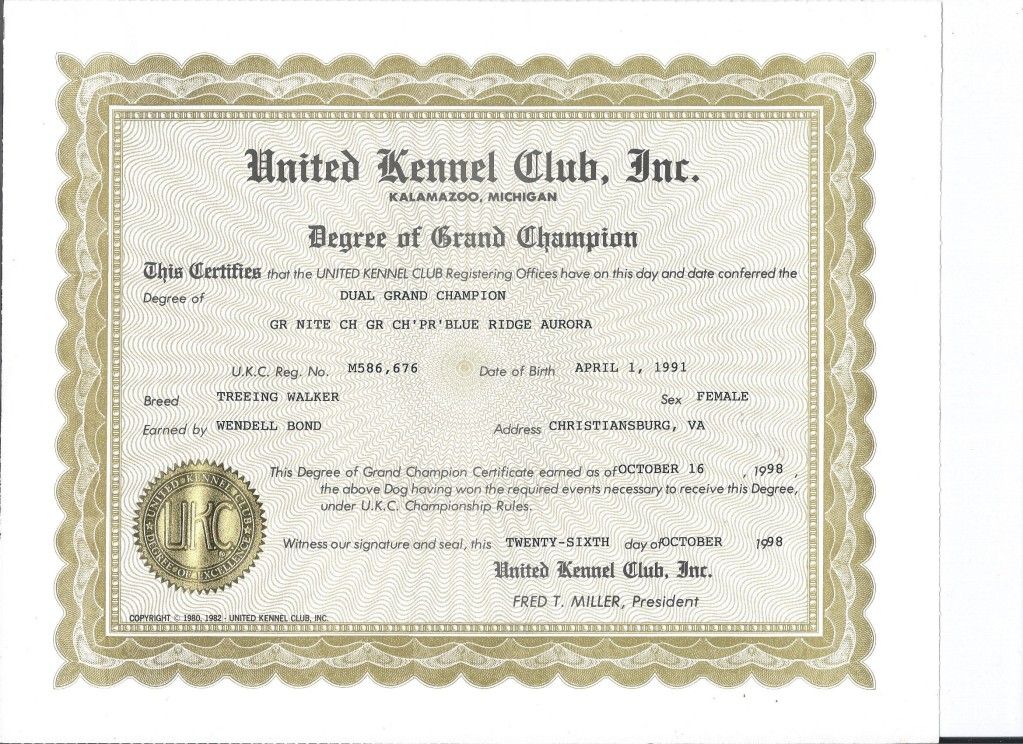 United Kennel Club, Inc.
KALAMAZOO, MICHIGAN
Degree of Grand Champion
This Certifies that the UNITED KENNEL CLUB Registering Offices have on this day and date conferred the
Degree of DUAL GRAND CHAMPION
GR NITE CH GR CH'PR'BLUE RIDGE AURORA
U.K.C. Reg. No. M586,676 Date of Birth APRIL 1, 1991
Breed TREEING WALKER Sex FEMALE
Earned by WENDELL BOND Address CHRISTIANSBURG, VA
This Degree of Grand Champion Certificate earned as of OCTOBER 16, 1998,
the above Dog having won the required events necessary to receive this Degree,
under U.K.C. Championship Rules.
UNITED KENNEL CLUB
UKC
DEGREE OF EXCELLENCE
Witness our signature and seal, this TWENTY-SIXTH day of OCTOBER 1998
United Kennel Club, Inc.
FRED T. MILLER, President
COPYRIGHT © 1980, 1982 - UNITED KENNEL CLUB, INC.